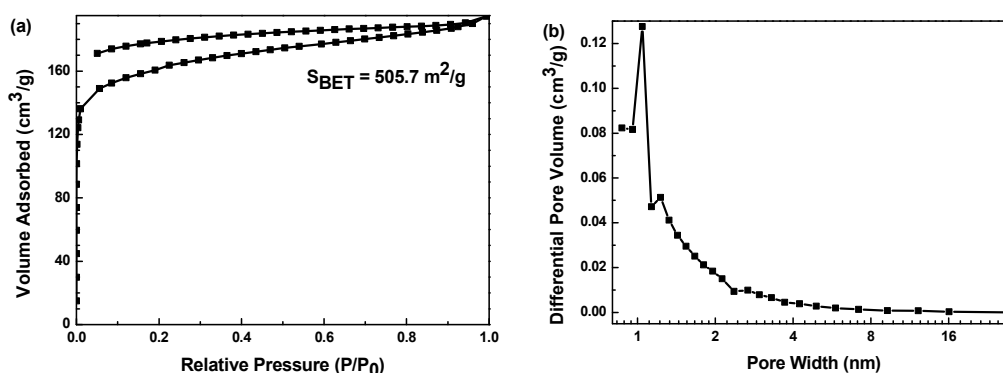 (a)
S_BET = 505.7 m²/g
Volume Adsorbed (cm³/g)
160
120
80
40
0
0.0 0.2 0.4 0.6 0.8 1.0
Relative Pressure (P/P₀)
(b)
Differential Pore Volume (cm³/g)
0.12
0.10
0.08
0.06
0.04
0.02
0.00
1 2 4 8 16
Pore Width (nm)